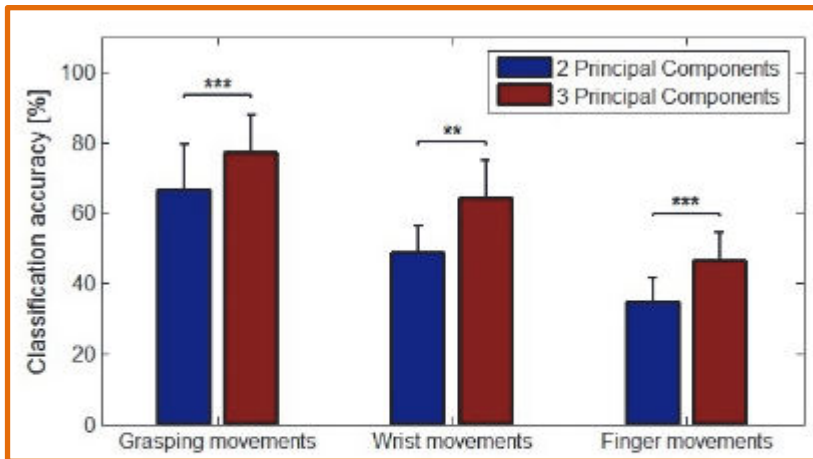 2 Principal Components
3 Principal Components
Classification accuracy [%]
100
80
60
40
20
0
***
**
***
Grasping movements
Wrist movements
Finger movements